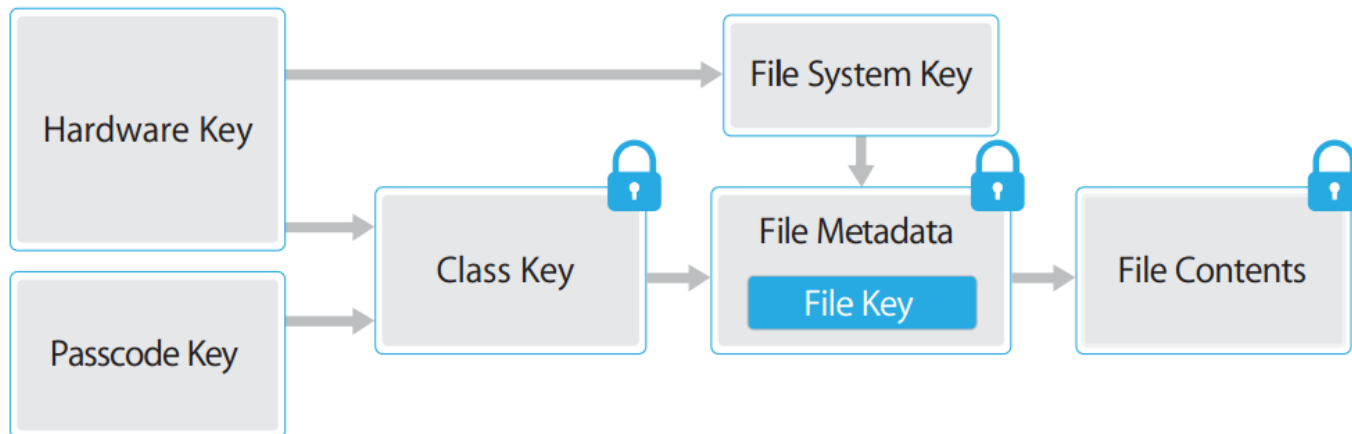 Hardware Key
File System Key
File Metadata
Class Key
File Key
File Contents
Passcode Key